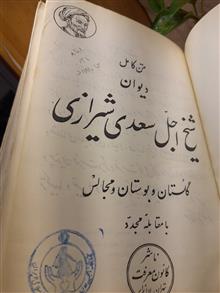 متن کامل
دیوان
شیخ اجل سعدی شیرازی
گلستان و بوستان و مجالس
با مقابله مجدد
ناشر
کانون معرفت